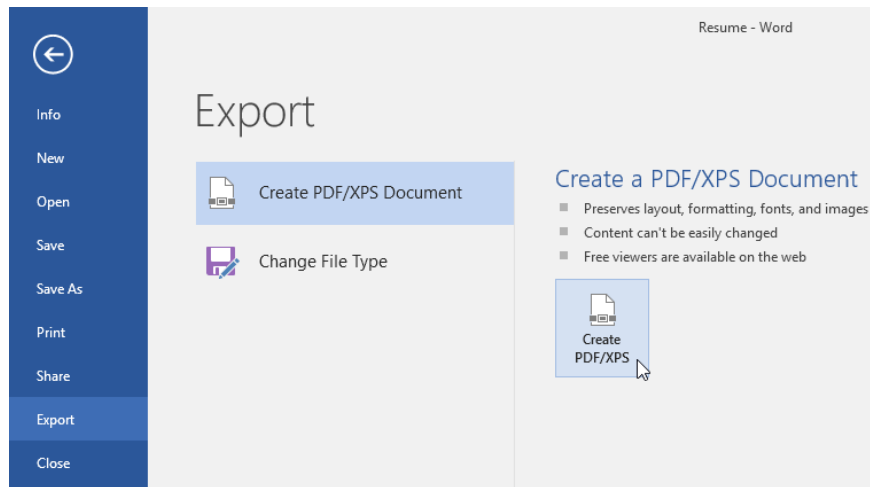 Resume - Word
Info
New
Open
Save
Save As
Print
Share
Export
Close
Export
Create PDF/XPS Document
Change File Type
Create a PDF/XPS Document
Preserves layout, formatting, fonts, and images
Content can't be easily changed
Free viewers are available on the web
Create
PDF/XPS